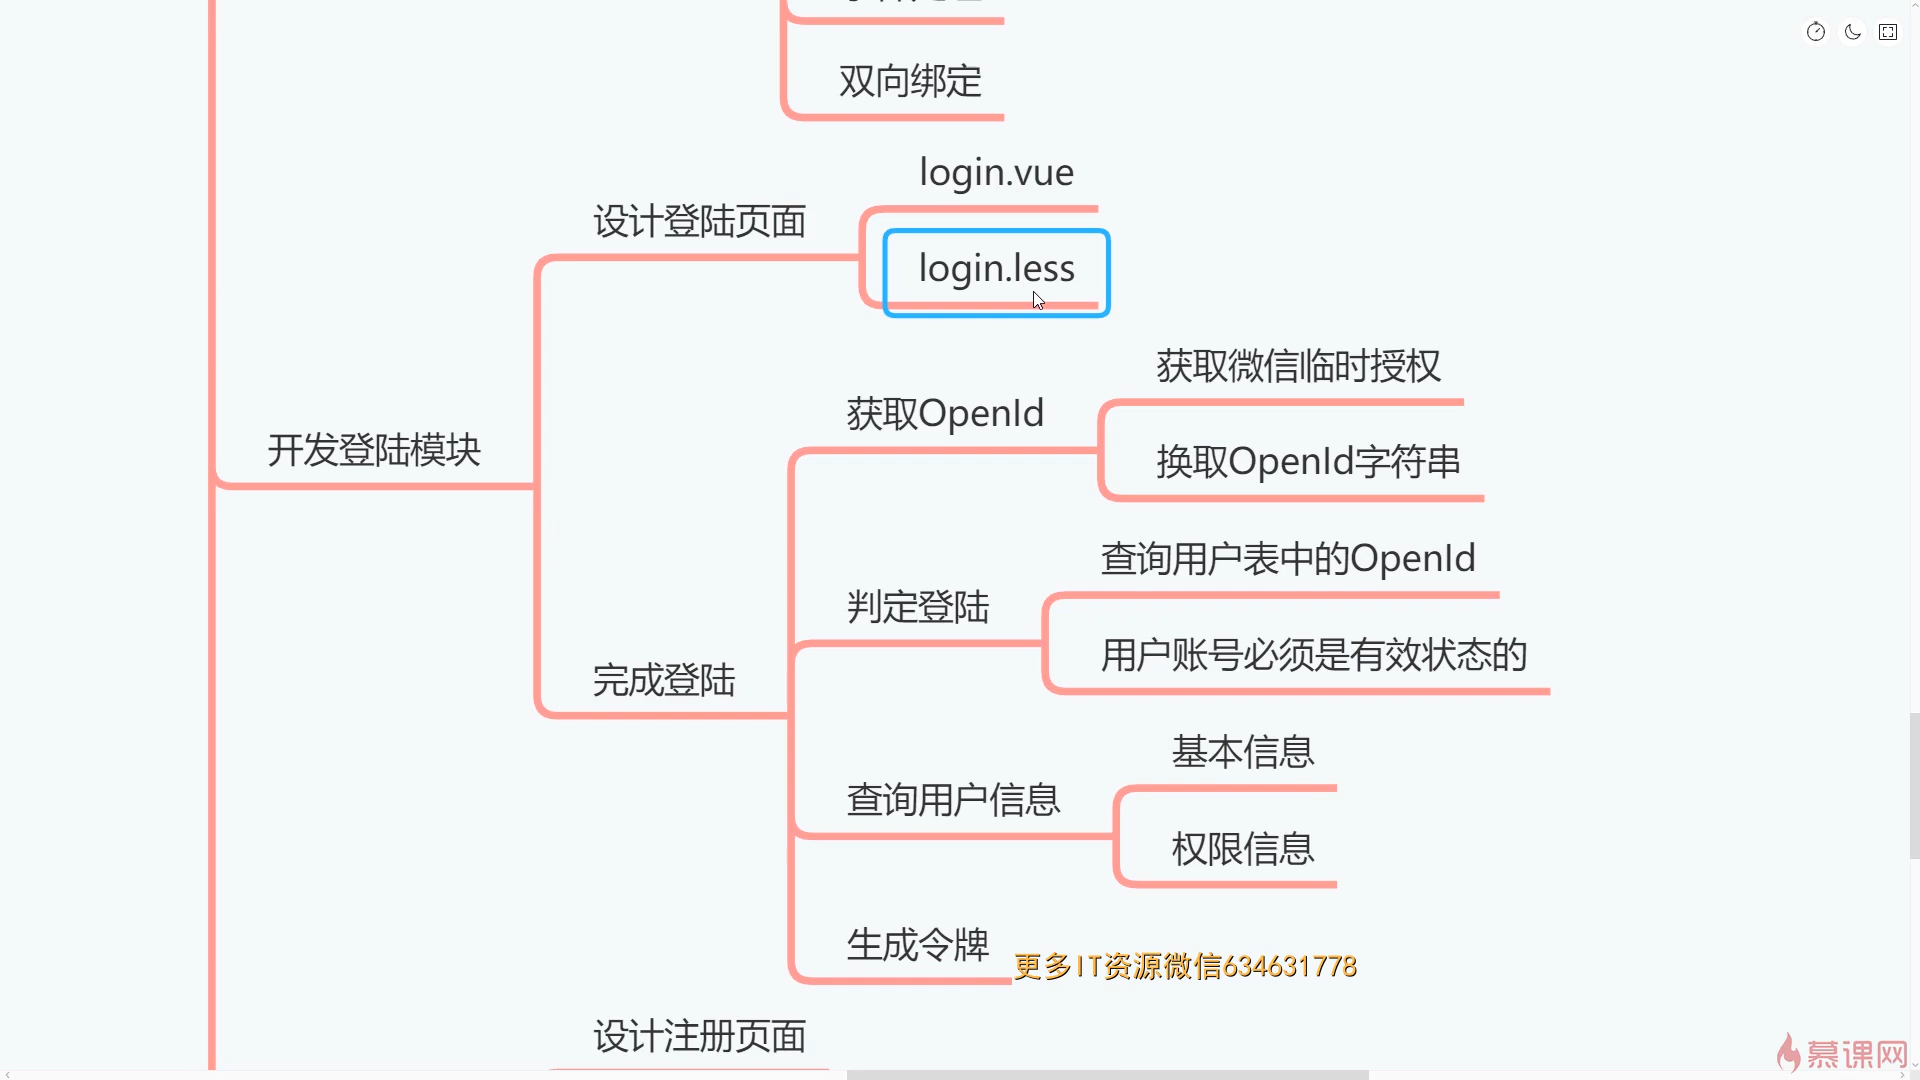 双向绑定
login.vue
设计登陆页面
login.less
获取微信临时授权
获取OpenId
开发登陆模块
换取OpenId字符串
查询用户表中的OpenId
判定登陆
用户账号必须是有效状态的
完成登陆
基本信息
查询用户信息
权限信息
生成令牌
更多IT资源微信634631778
设计注册页面
慕课网